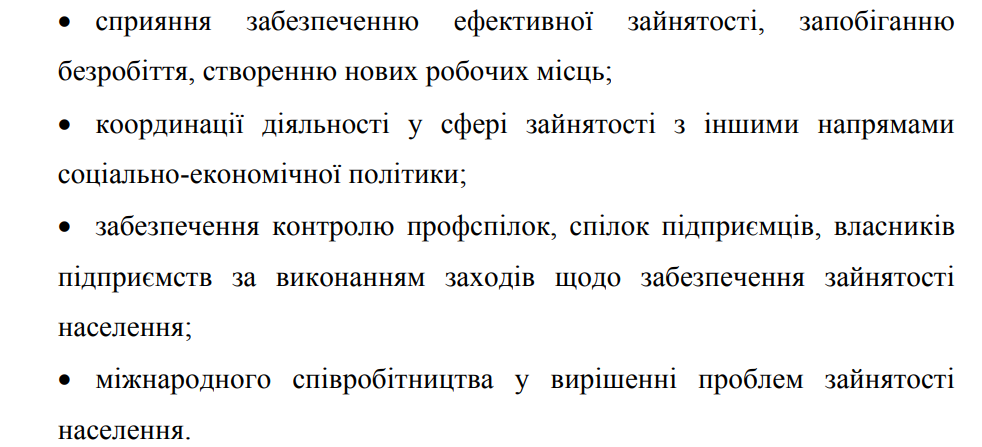 • сприяння забезпеченню ефективної зайнятості, запобіганню
безробіття, створенню нових робочих місць;
• координації діяльності у сфері зайнятості з іншими напрямами
соціально-економічної політики;
• забезпечення контролю профспілок, спілок підприємців, власників
підприємств за виконанням заходів щодо забезпечення зайнятості
населення;
• міжнародного співробітництва у вирішенні проблем зайнятості
населення.